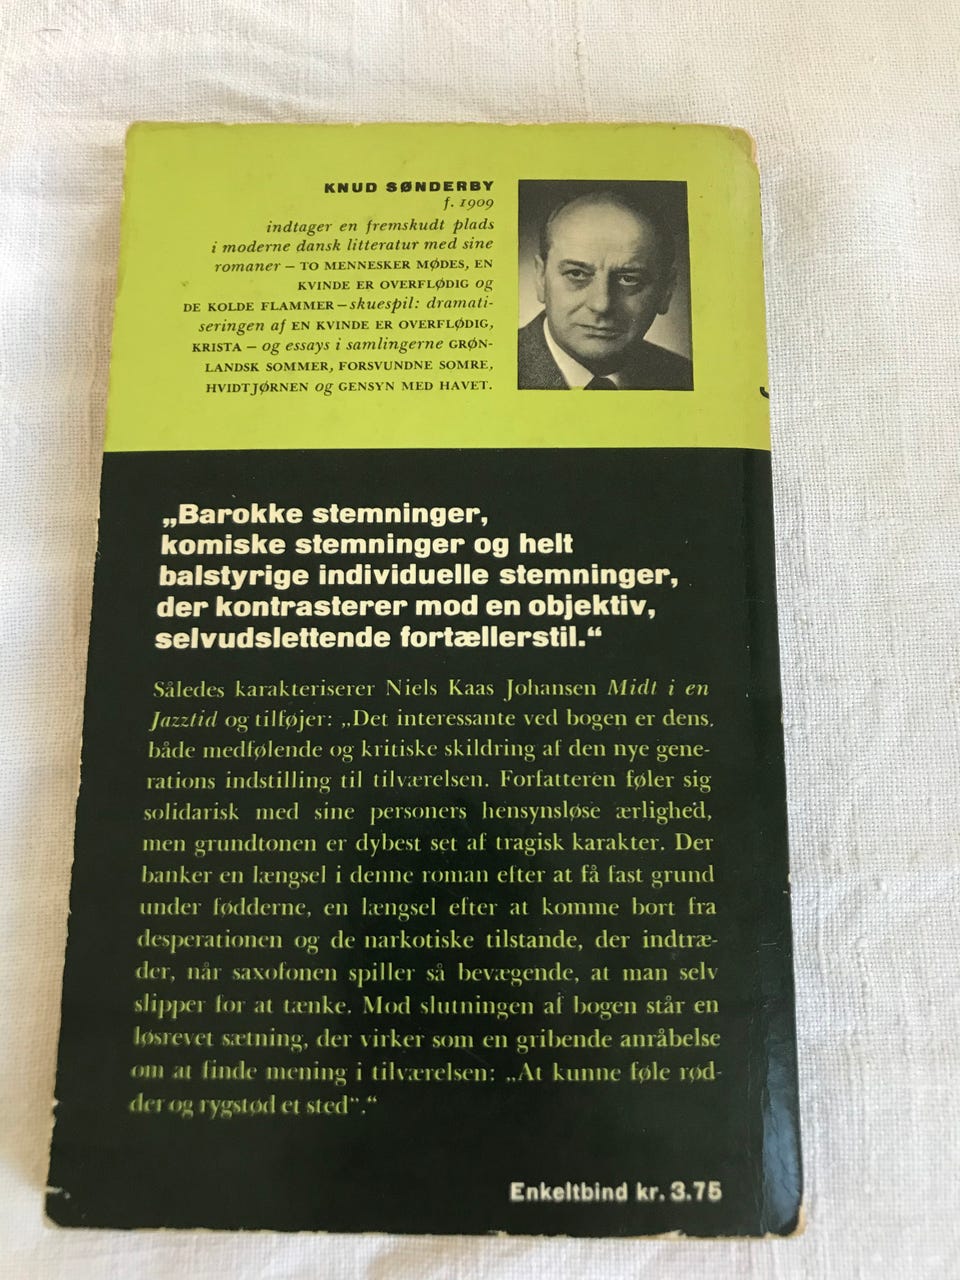 KNUD SØNDERBY
f. 1909
indtager en fremskudt plads
i moderne dansk litteratur med sine
romaner – TO MENNESKER MØDES, EN
KVINDE ER OVERFLØDIG og
DE KOLDE FLAMMER – skuespil: dramati-
seringen af EN KVINDE ER OVERFLØDIG,
KRISTA – og essays i samlingerne GRØN-
LANDSK SOMMER, FORSVUNDNE SOMRE,
HVIDTJØRNEN og GENSYN MED HAVET.
„Barokke stemninger,
komiske stemninger og helt
balstyrige individuelle stemninger,
der kontrasterer mod en objektiv,
selvudslettende fortællerstil.“
Således karakteriserer Niels Kaas Johansen Midt i en
Jazztid og tilføjer: „Det interessante ved bogen er dens,
både medfølende og kritiske skildring af den nye gene-
rations indstilling til tilværelsen. Forfatteren føler sig
solidarisk med sine personers hensynsløse ærlighed,
men grundtonen er dybest set af tragisk karakter. Der
banker en længsel i denne roman efter at få fast grund
under fødderne, en længsel efter at komme bort fra
desperationen og de narkotiske tilstande, der indtræ-
der, når saxofonen spiller så bevægende, at man selv
slipper for at tænke. Mod slutningen af bogen står en
løsrevet sætning, der virker som en gribende anråbelse
om at finde mening i tilværelsen: „At kunne føle rød-
der og rygstød et sted”.“
Enkeltbind kr. 3.75